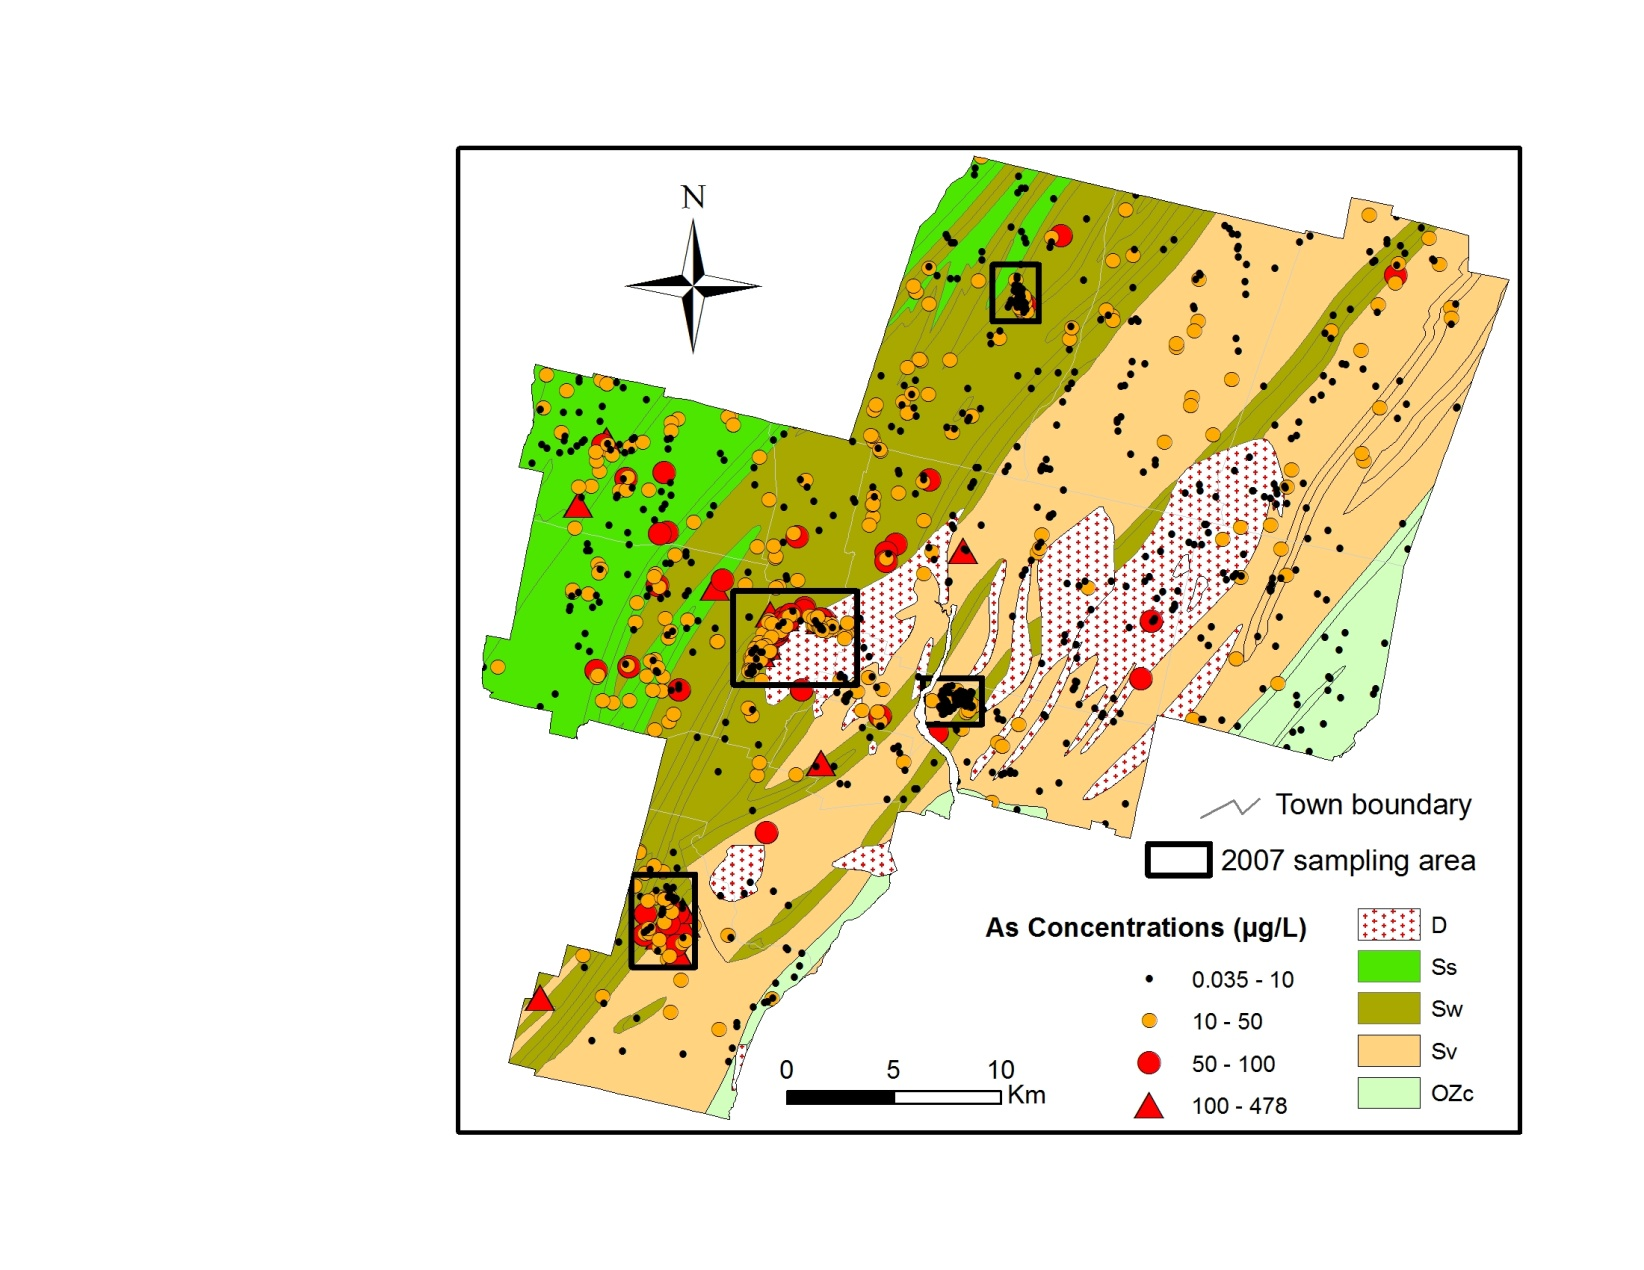 N
Town boundary
2007 sampling area
As Concentrations (µg/L)
0.035 - 10
10 - 50
50 - 100
100 - 478
D
Ss
Sw
Sv
OZc
0 5 10
Km